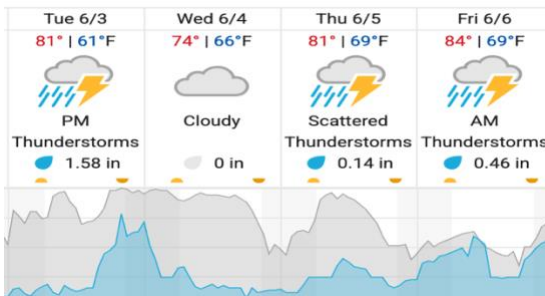 Tue 6/3 Wed 6/4 Thu 6/5 Fri 6/6
81° | 61°F 74° | 66°F 81° | 69°F 84° | 69°F
PM Thunderstorms Cloudy Scattered Thunderstorms AM Thunderstorms
1.58 in 0 in 0.14 in 0.46 in